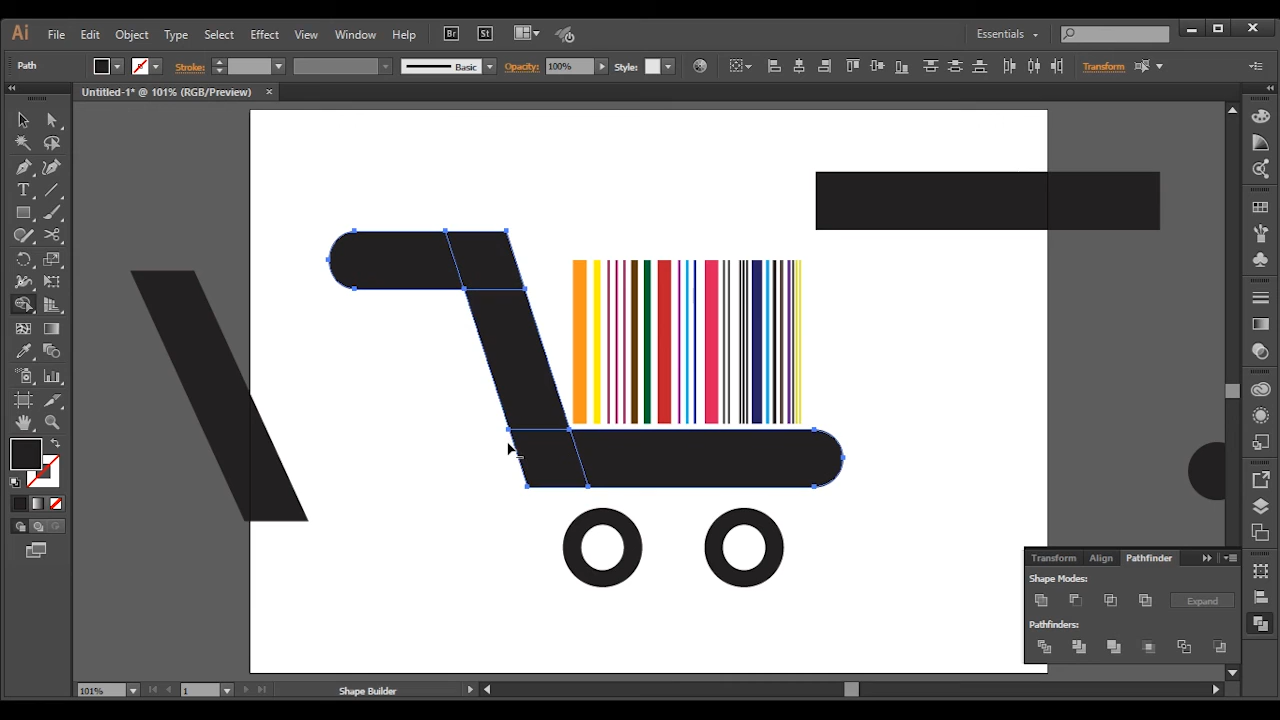 Ai File Edit Object Type Select Effect View Window Help Br St Essentials
Path Stroke: Basic Opacity: 100% Style: Transform
Untitled-1* @ 101% (RGB/Preview) ×
T
Transform Align Pathfinder
Shape Modes:
Expand
Pathfinders:
101% 1 Shape Builder